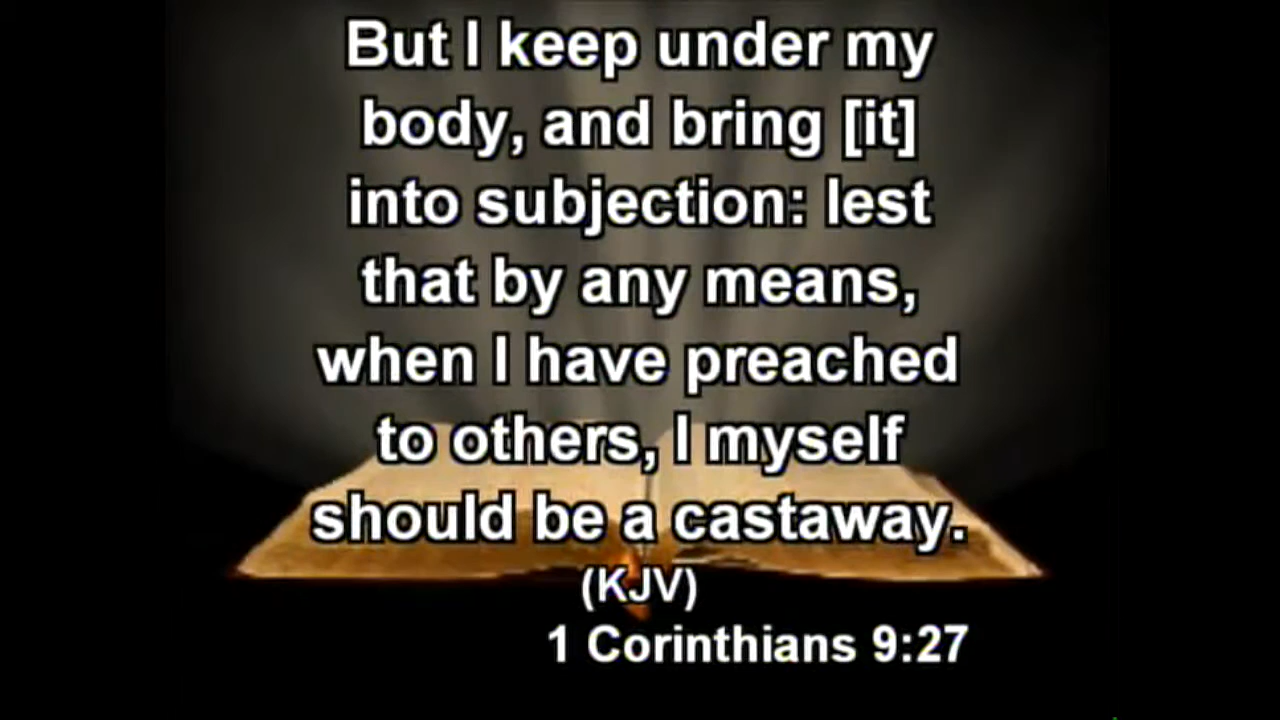 But I keep under my
body, and bring [it]
into subjection: lest
that by any means,
when I have preached
to others, I myself
should be a castaway.
(KJV)
1 Corinthians 9:27